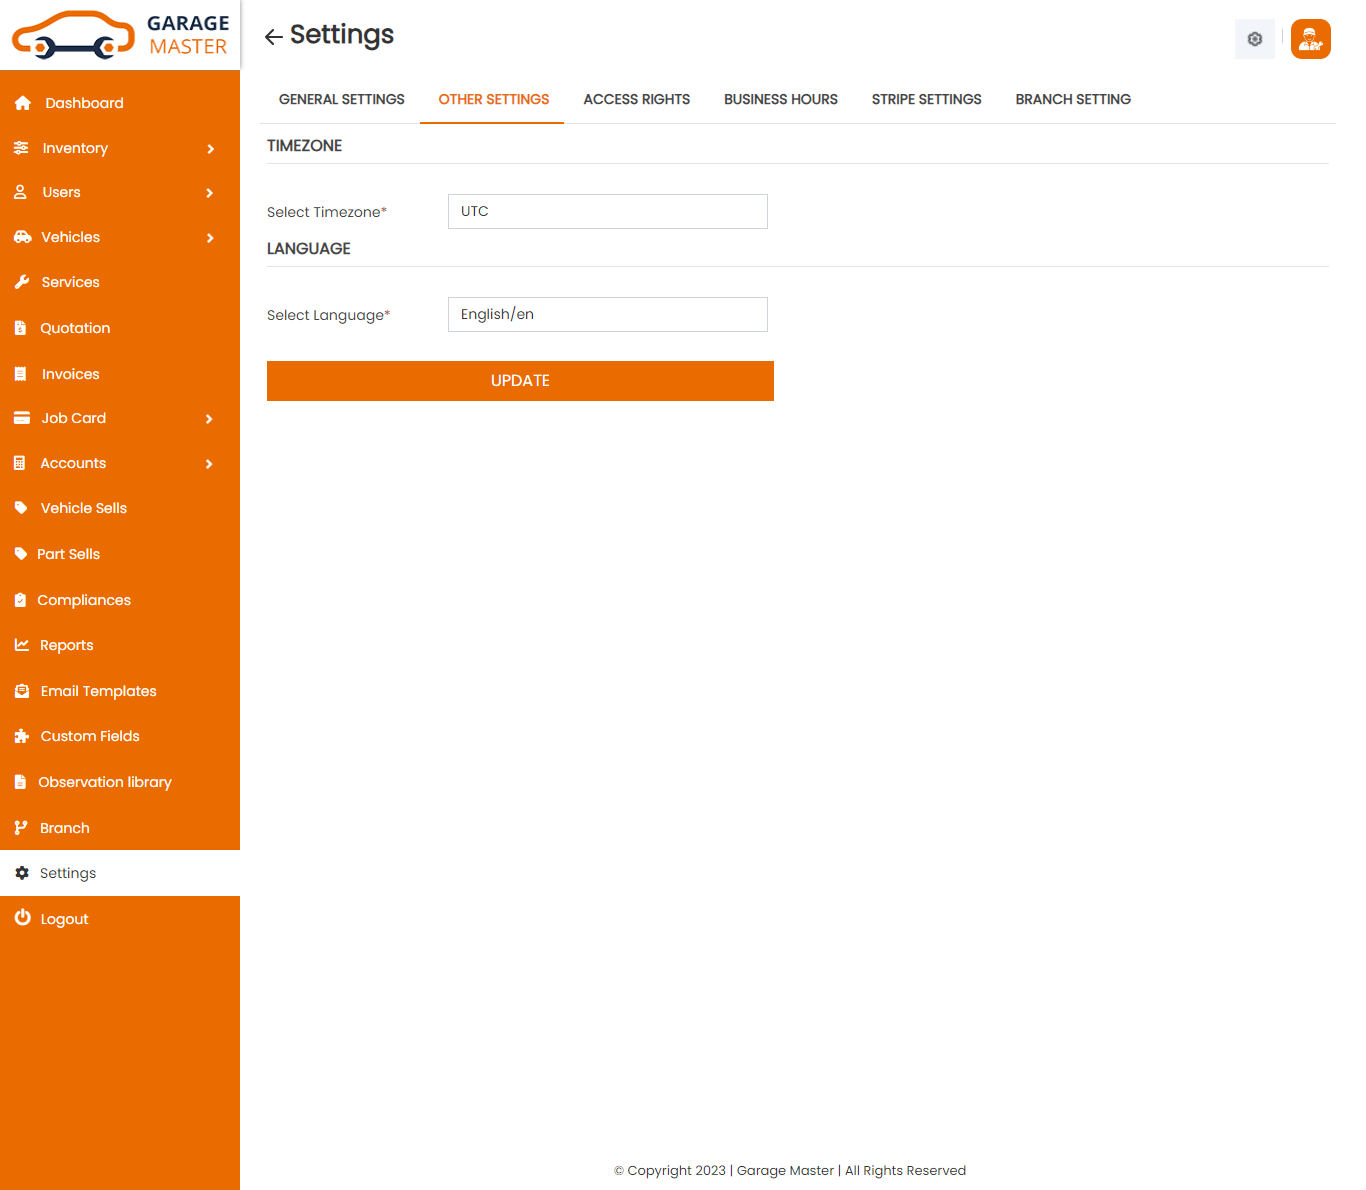 GARAGE
MASTER
Settings
GENERAL SETTINGS OTHER SETTINGS ACCESS RIGHTS BUSINESS HOURS STRIPE SETTINGS BRANCH SETTING
Dashboard
Inventory
Users
Vehicles
Services
Quotation
Invoices
Job Card
Accounts
Vehicle Sells
Part Sells
Compliances
Reports
Email Templates
Custom Fields
Observation library
Branch
Settings
Logout
TIMEZONE
Select Timezone* UTC
LANGUAGE
Select Language* English/en
UPDATE
© Copyright 2023 | Garage Master | All Rights Reserved